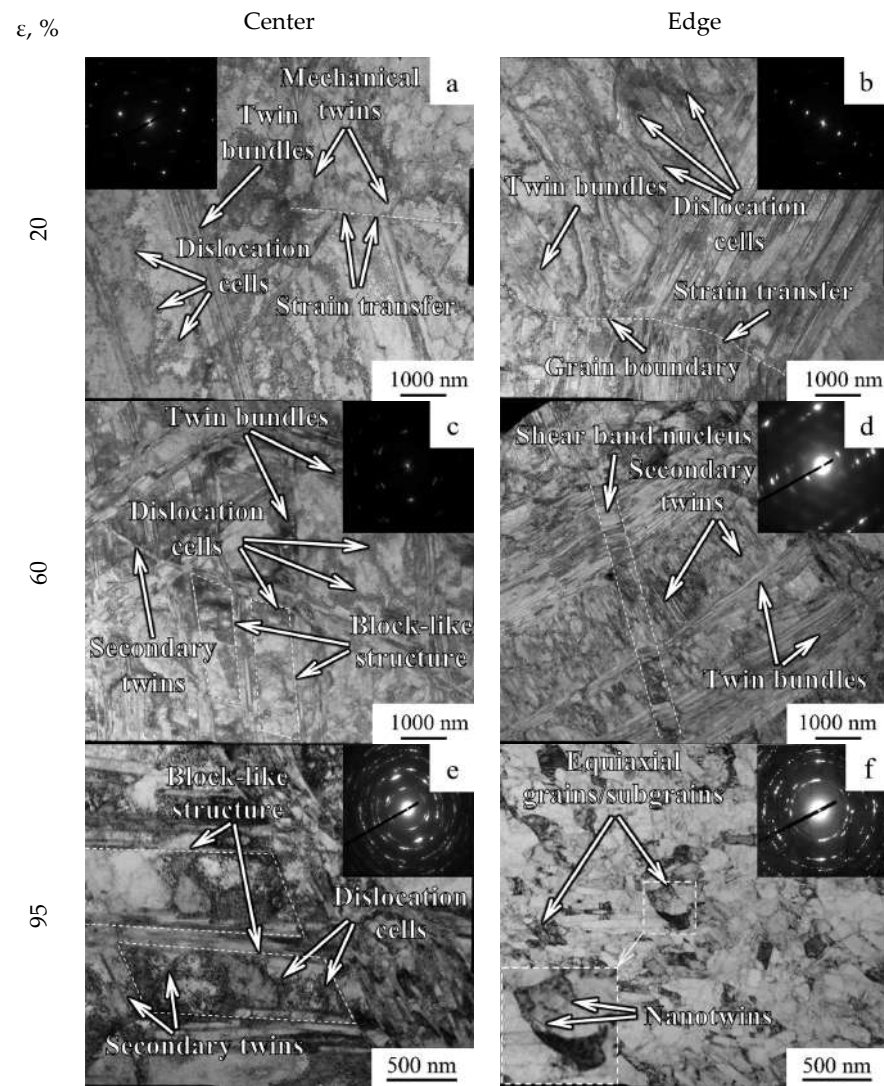 ε, %
Center
Edge
20
a
Mechanical
twins
Twin
bundles
Dislocation
cells
Strain transfer
1000 nm
b
Twin bundles
Dislocation
cells
Strain transfer
Grain boundary
1000 nm
60
c
Twin bundles
Dislocation
cells
Secondary
twins
Block-like
structure
1000 nm
d
Shear band nucleus
Secondary
twins
Twin bundles
1000 nm
95
e
Block-like
structure
Dislocation
cells
Secondary twins
500 nm
f
Equiaxial
grains/subgrains
Nanotwins
500 nm